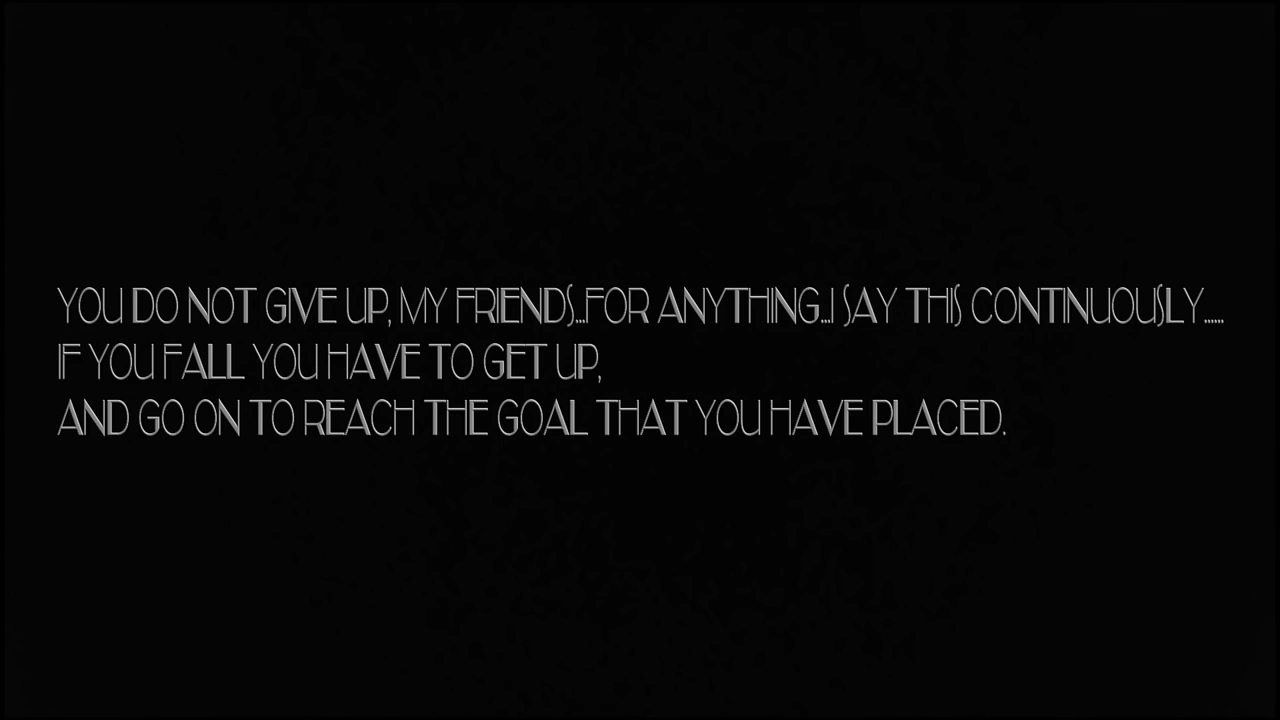 YOU DO NOT GIVE UP, MY FRIENDS...FOR ANYTHING...I SAY THIS CONTINUOUSLY......
IF YOU FALL YOU HAVE TO GET UP,
AND GO ON TO REACH THE GOAL THAT YOU HAVE PLACED.